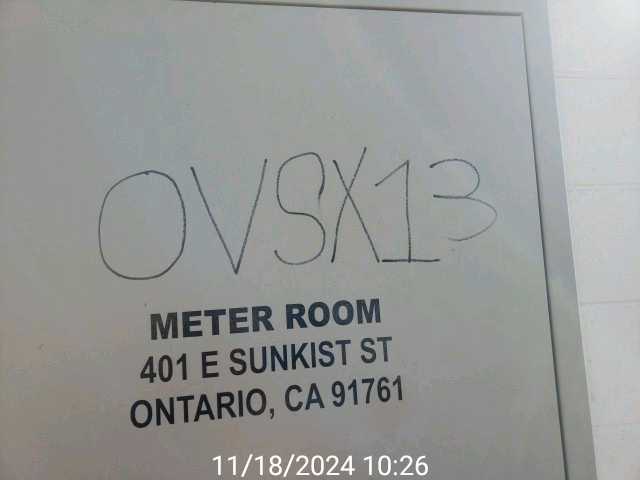 OVSX13
METER ROOM
401 E SUNKIST ST
ONTARIO, CA 91761
11/18/2024 10:26